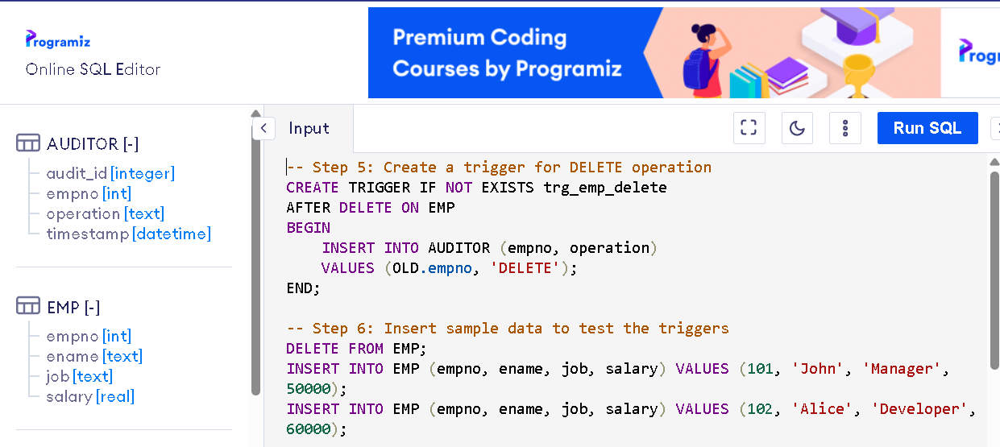 Programiz
Online SQL Editor
Premium Coding
Courses by Programiz
AUDITOR [-]
audit_id [integer]
empno [int]
operation [text]
timestamp [datetime]
EMP [-]
empno [int]
ename [text]
job [text]
salary [real]
Input
Run SQL
-- Step 5: Create a trigger for DELETE operation
CREATE TRIGGER IF NOT EXISTS trg_emp_delete
AFTER DELETE ON EMP
BEGIN
    INSERT INTO AUDITOR (empno, operation)
    VALUES (OLD.empno, 'DELETE');
END;
-- Step 6: Insert sample data to test the triggers
DELETE FROM EMP;
INSERT INTO EMP (empno, ename, job, salary) VALUES (101, 'John', 'Manager',
50000);
INSERT INTO EMP (empno, ename, job, salary) VALUES (102, 'Alice', 'Developer',
60000);